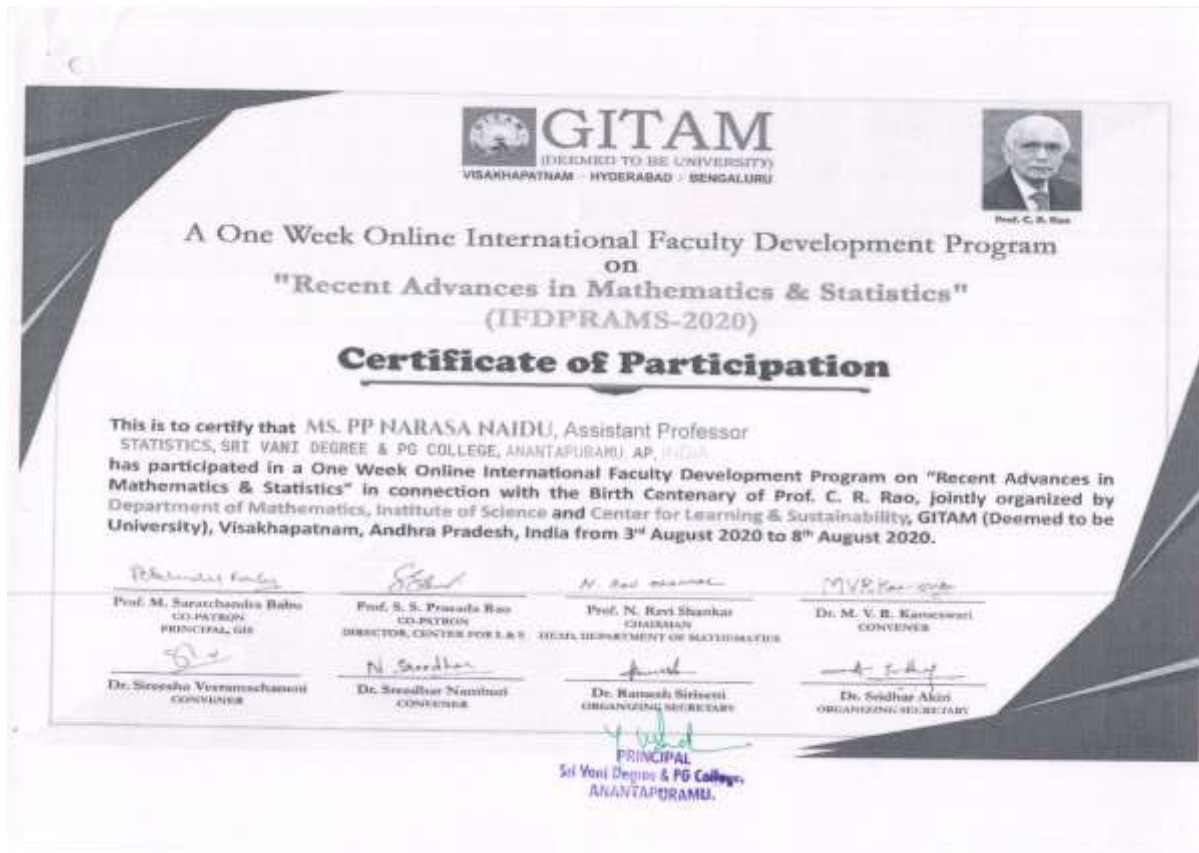 GITAM
(DEEMED TO BE UNIVERSITY)
VISAKHAPATNAM - HYDERABAD - BENGALURU
Prof. C. R. Rao
A One Week Online International Faculty Development Program
on
"Recent Advances in Mathematics & Statistics"
(IFDPRAMS-2020)
Certificate of Participation
This is to certify that MS. PP NARASA NAIDU, Assistant Professor
STATISTICS, SRI VANI DEGREE & PG COLLEGE, ANANTAPURAMU, AP, INDIA
has participated in a One Week Online International Faculty Development Program on "Recent Advances in
Mathematics & Statistics" in connection with the Birth Centenary of Prof. C. R. Rao, jointly organized by
Department of Mathematics, Institute of Science and Center for Learning & Sustainability, GITAM (Deemed to be
University), Visakhapatnam, Andhra Pradesh, India from 3rd August 2020 to 8th August 2020.
Prof. M. Saratchandra Babu
CO-PATRON
PRINCIPAL, GIS
Prof. S. S. Prasada Rao
CO-PATRON
DIRECTOR, CENTER FOR L & S
N. Ravi Shankar
Prof. N. Ravi Shankar
CHAIRMAN
HEAD, DEPARTMENT OF MATHEMATICS
Dr. M. V. R. Kameswari
CONVENER
Dr. Sireesha Veeramachaneni
CONVENER
N. Sreedhar
Dr. Sreedhar Namburi
CONVENER
Dr. Ramesh Siriseti
ORGANIZING SECRETARY
Dr. Sridhar Akiri
ORGANIZING SECRETARY
PRINCIPAL
Sri Vani Degree & PG College,
ANANTAPURAMU.